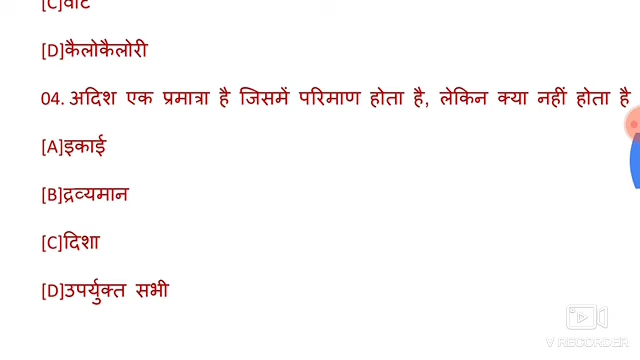 [C]वाट
[D]कैलोकैलोरी
04. अदिश एक प्रमात्रा है जिसमें परिमाण होता है, लेकिन क्या नहीं होता है
[A]इकाई
[B]द्रव्यमान
[C]दिशा
[D]उपर्युक्त सभी
V RECORDER